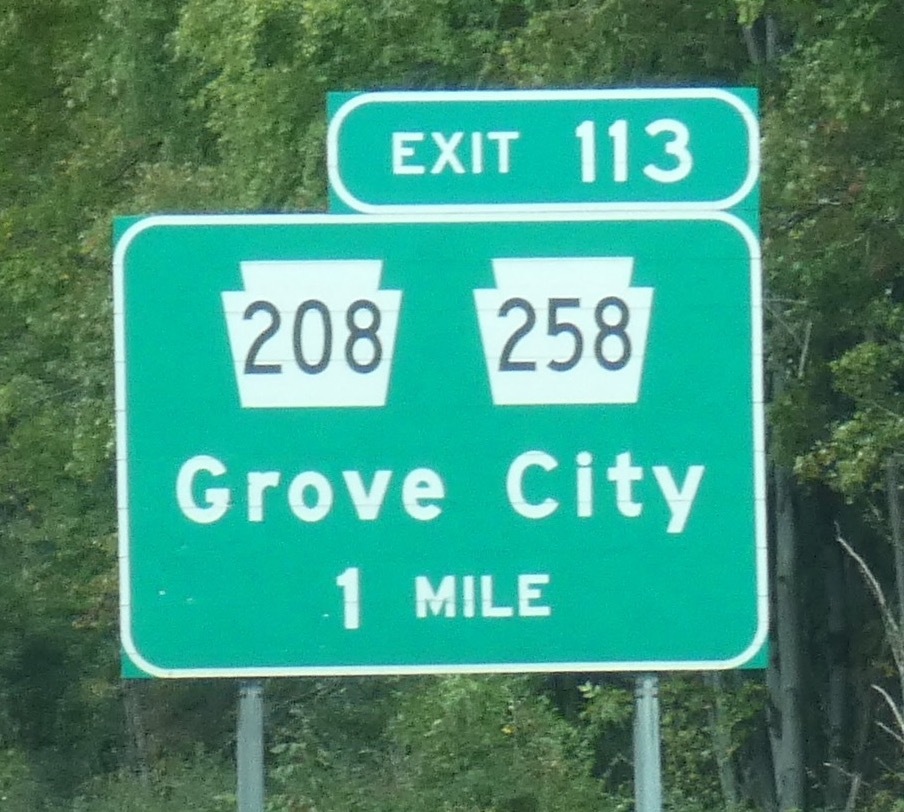 EXIT 113
208 258
Grove City
1 MILE